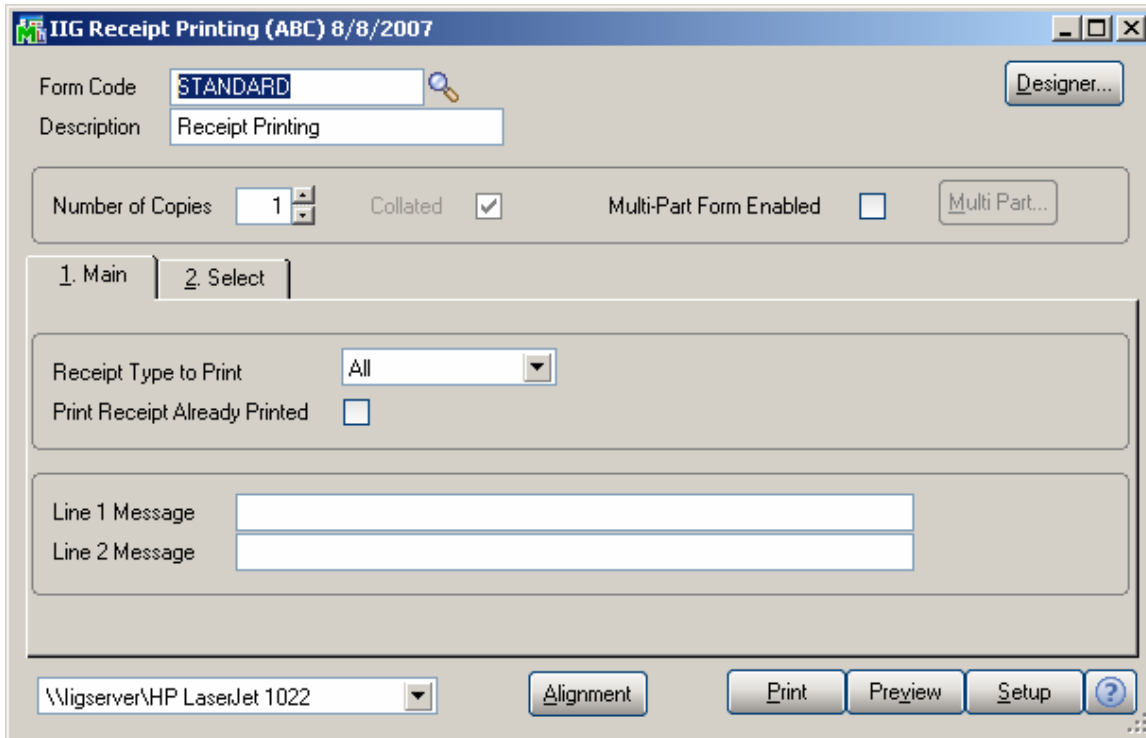 IIG Receipt Printing (ABC) 8/8/2007
Form Code STANDARD Designer...
Description Receipt Printing
Number of Copies 1 Collated Multi-Part Form Enabled Multi Part...
1. Main 2. Select
Receipt Type to Print All
Print Receipt Already Printed
Line 1 Message
Line 2 Message
\\Iigserver\HP LaserJet 1022 Alignment Print Preview Setup ?